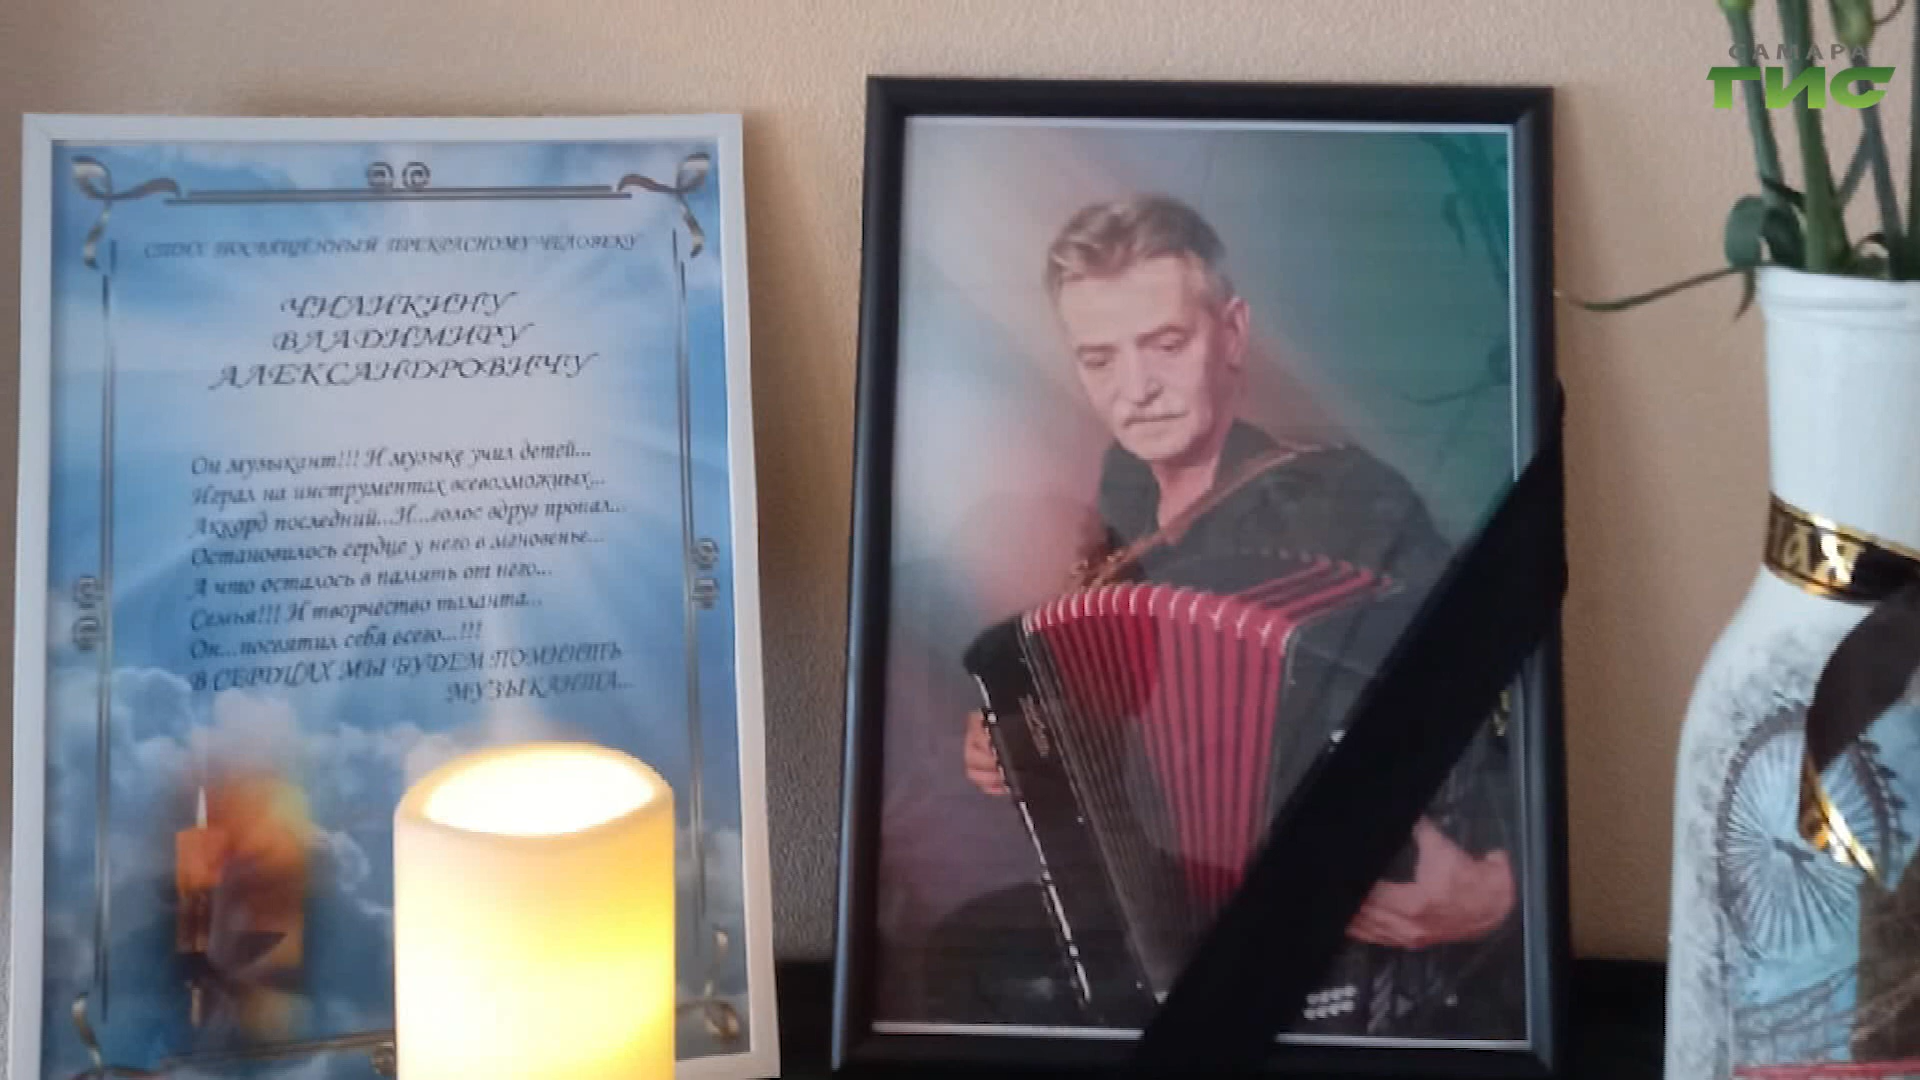 САМАРА
ГИС
СТИХ ПОСВЯЩЁННЫЙ ПРЕКРАСНОМУ ЧЕЛОВЕКУ
ЧИЛИКИНУ
ВЛАДИМИРУ
АЛЕКСАНДРОВИЧУ
Он музыкант!!! И музыке учил детей...
Играл на инструментах всевозможных...
Аккорд последний...И...голос вдруг пропал...
Остановилось сердце у него в мгновенье...
А что осталось в память от него...
Семья!!! И творчество таланта...
Он...посвятил себя всего...!!!
В СЕРДЦАХ МЫ БУДЕМ ПОМНИТЬ
МУЗЫКАНТА...